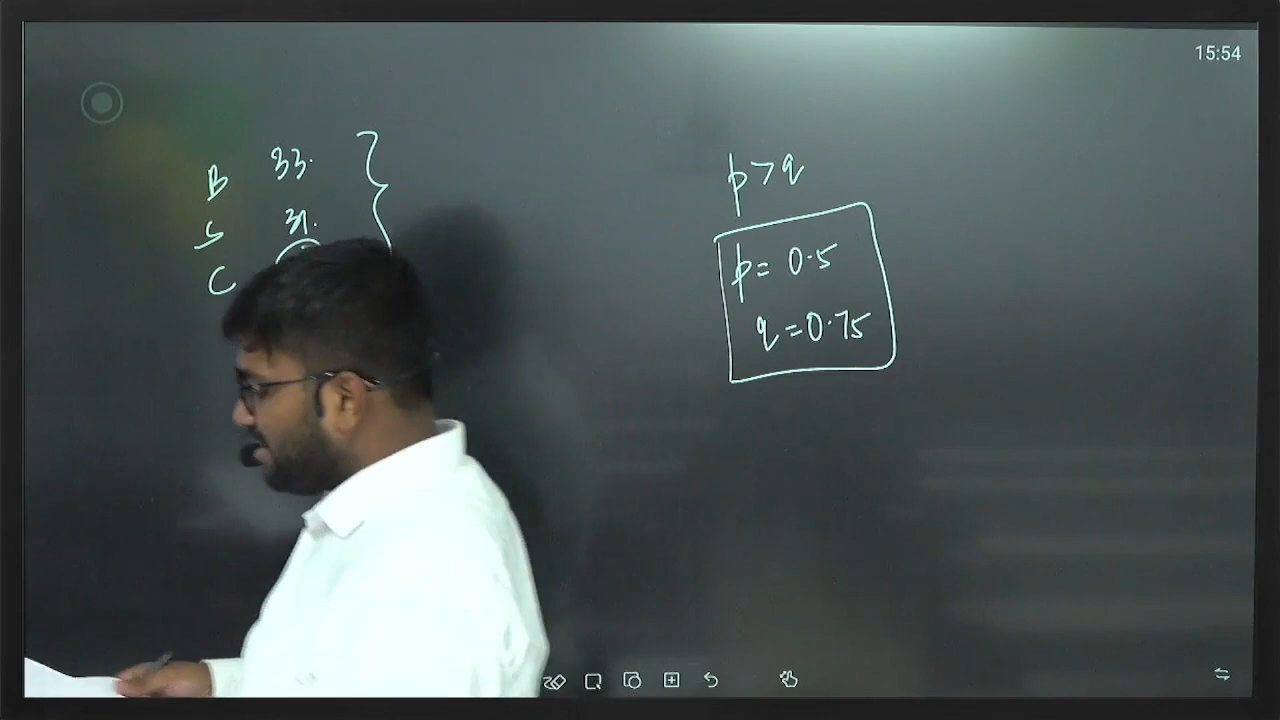 15:54
B 33.
S 31.
C
p > q
p = 0.5
q = 0.75